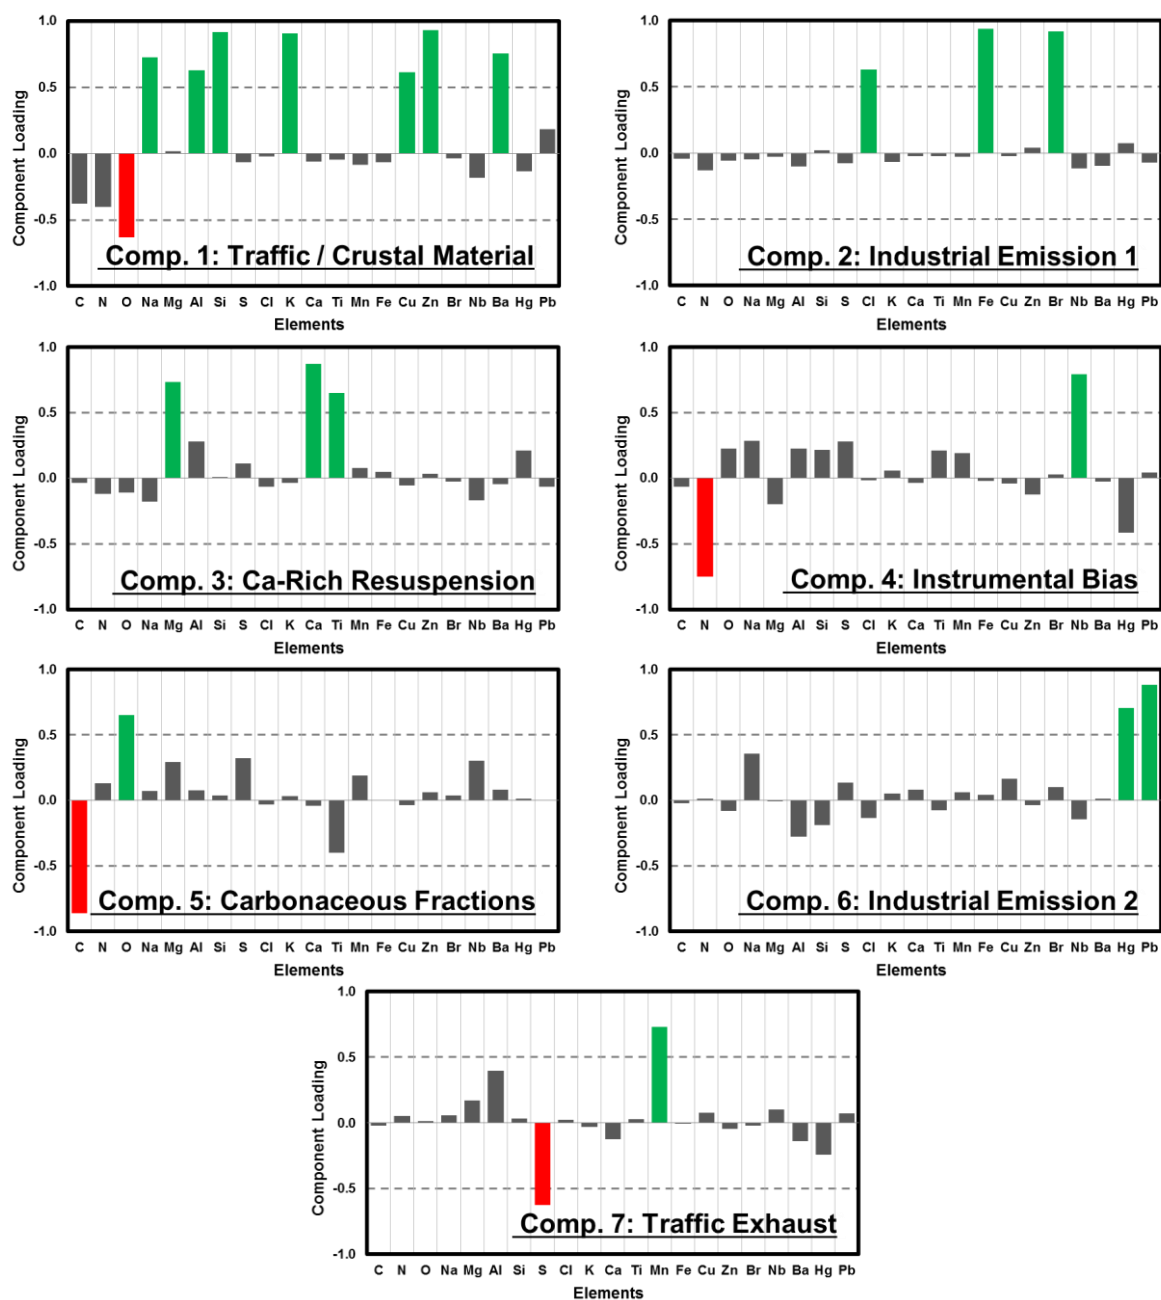 1.0
0.5
0.0
-0.5
-1.0
Component Loading
Comp. 1: Traffic / Crustal Material
C N O Na Mg Al Si S Cl K Ca Ti Mn Fe Cu Zn Br Nb Ba Hg Pb
Elements
1.0
0.5
0.0
-0.5
-1.0
Component Loading
Comp. 2: Industrial Emission 1
C N O Na Mg Al Si S Cl K Ca Ti Mn Fe Cu Zn Br Nb Ba Hg Pb
Elements
1.0
0.5
0.0
-0.5
-1.0
Component Loading
Comp. 3: Ca-Rich Resuspension
C N O Na Mg Al Si S Cl K Ca Ti Mn Fe Cu Zn Br Nb Ba Hg Pb
Elements
1.0
0.5
0.0
-0.5
-1.0
Component Loading
Comp. 4: Instrumental Bias
C N O Na Mg Al Si S Cl K Ca Ti Mn Fe Cu Zn Br Nb Ba Hg Pb
Elements
1.0
0.5
0.0
-0.5
-1.0
Component Loading
Comp. 5: Carbonaceous Fractions
C N O Na Mg Al Si S Cl K Ca Ti Mn Fe Cu Zn Br Nb Ba Hg Pb
Elements
1.0
0.5
0.0
-0.5
-1.0
Component Loading
Comp. 6: Industrial Emission 2
C N O Na Mg Al Si S Cl K Ca Ti Mn Fe Cu Zn Br Nb Ba Hg Pb
Elements
1.0
0.5
0.0
-0.5
-1.0
Component Loading
Comp. 7: Traffic Exhaust
C N O Na Mg Al Si S Cl K Ca Ti Mn Fe Cu Zn Br Nb Ba Hg Pb
Elements